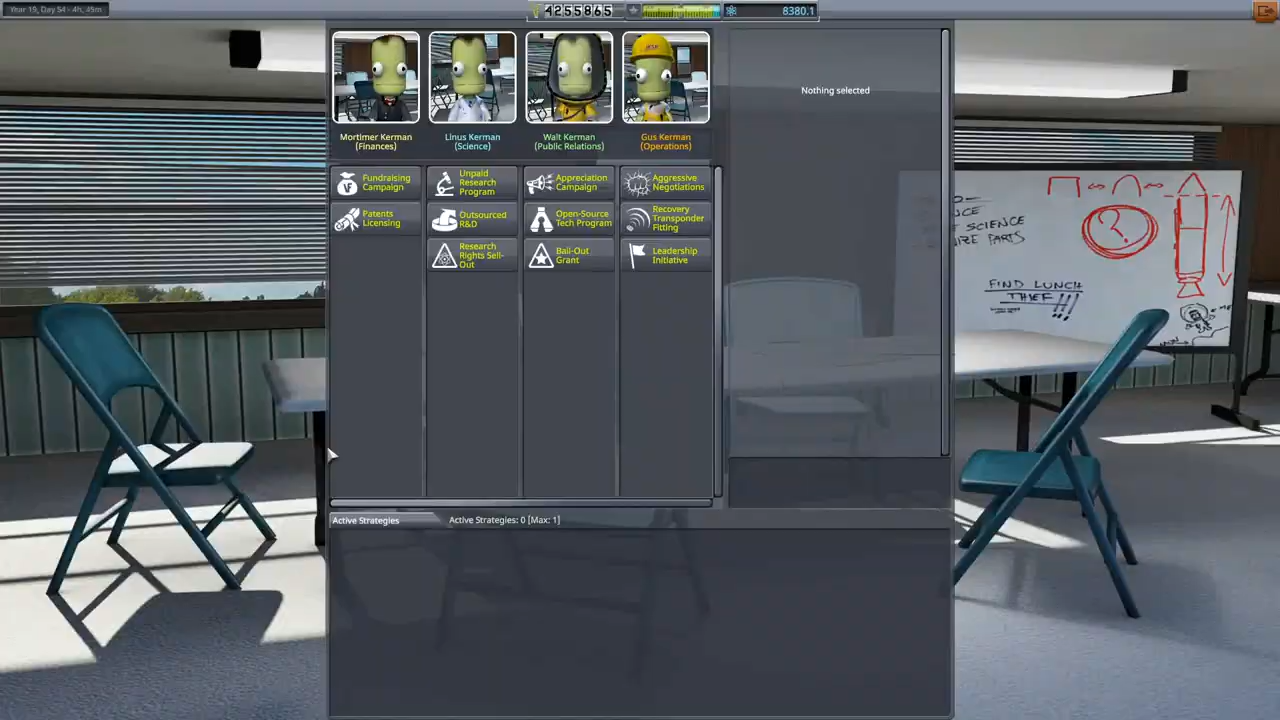 Year 19, Day 54 - 4h, 45m
4255865
8380.1
Mortimer Kerman
(Finances)
Linus Kerman
(Science)
Walt Kerman
(Public Relations)
Gus Kerman
(Operations)
Nothing selected
Fundraising
Campaign
Unpaid
Research
Program
Appreciation
Campaign
Aggressive
Negotiations
Patents
Licensing
Outsourced
R&D
Open-Source
Tech Program
Recovery
Transponder
Fitting
Research
Rights Sell-
Out
Bail-Out
Grant
Leadership
Initiative
SCIENCE
PARTS
?
FIND LUNCH
THIEF!!!
Active Strategies
Active Strategies: 0 [Max: 1]